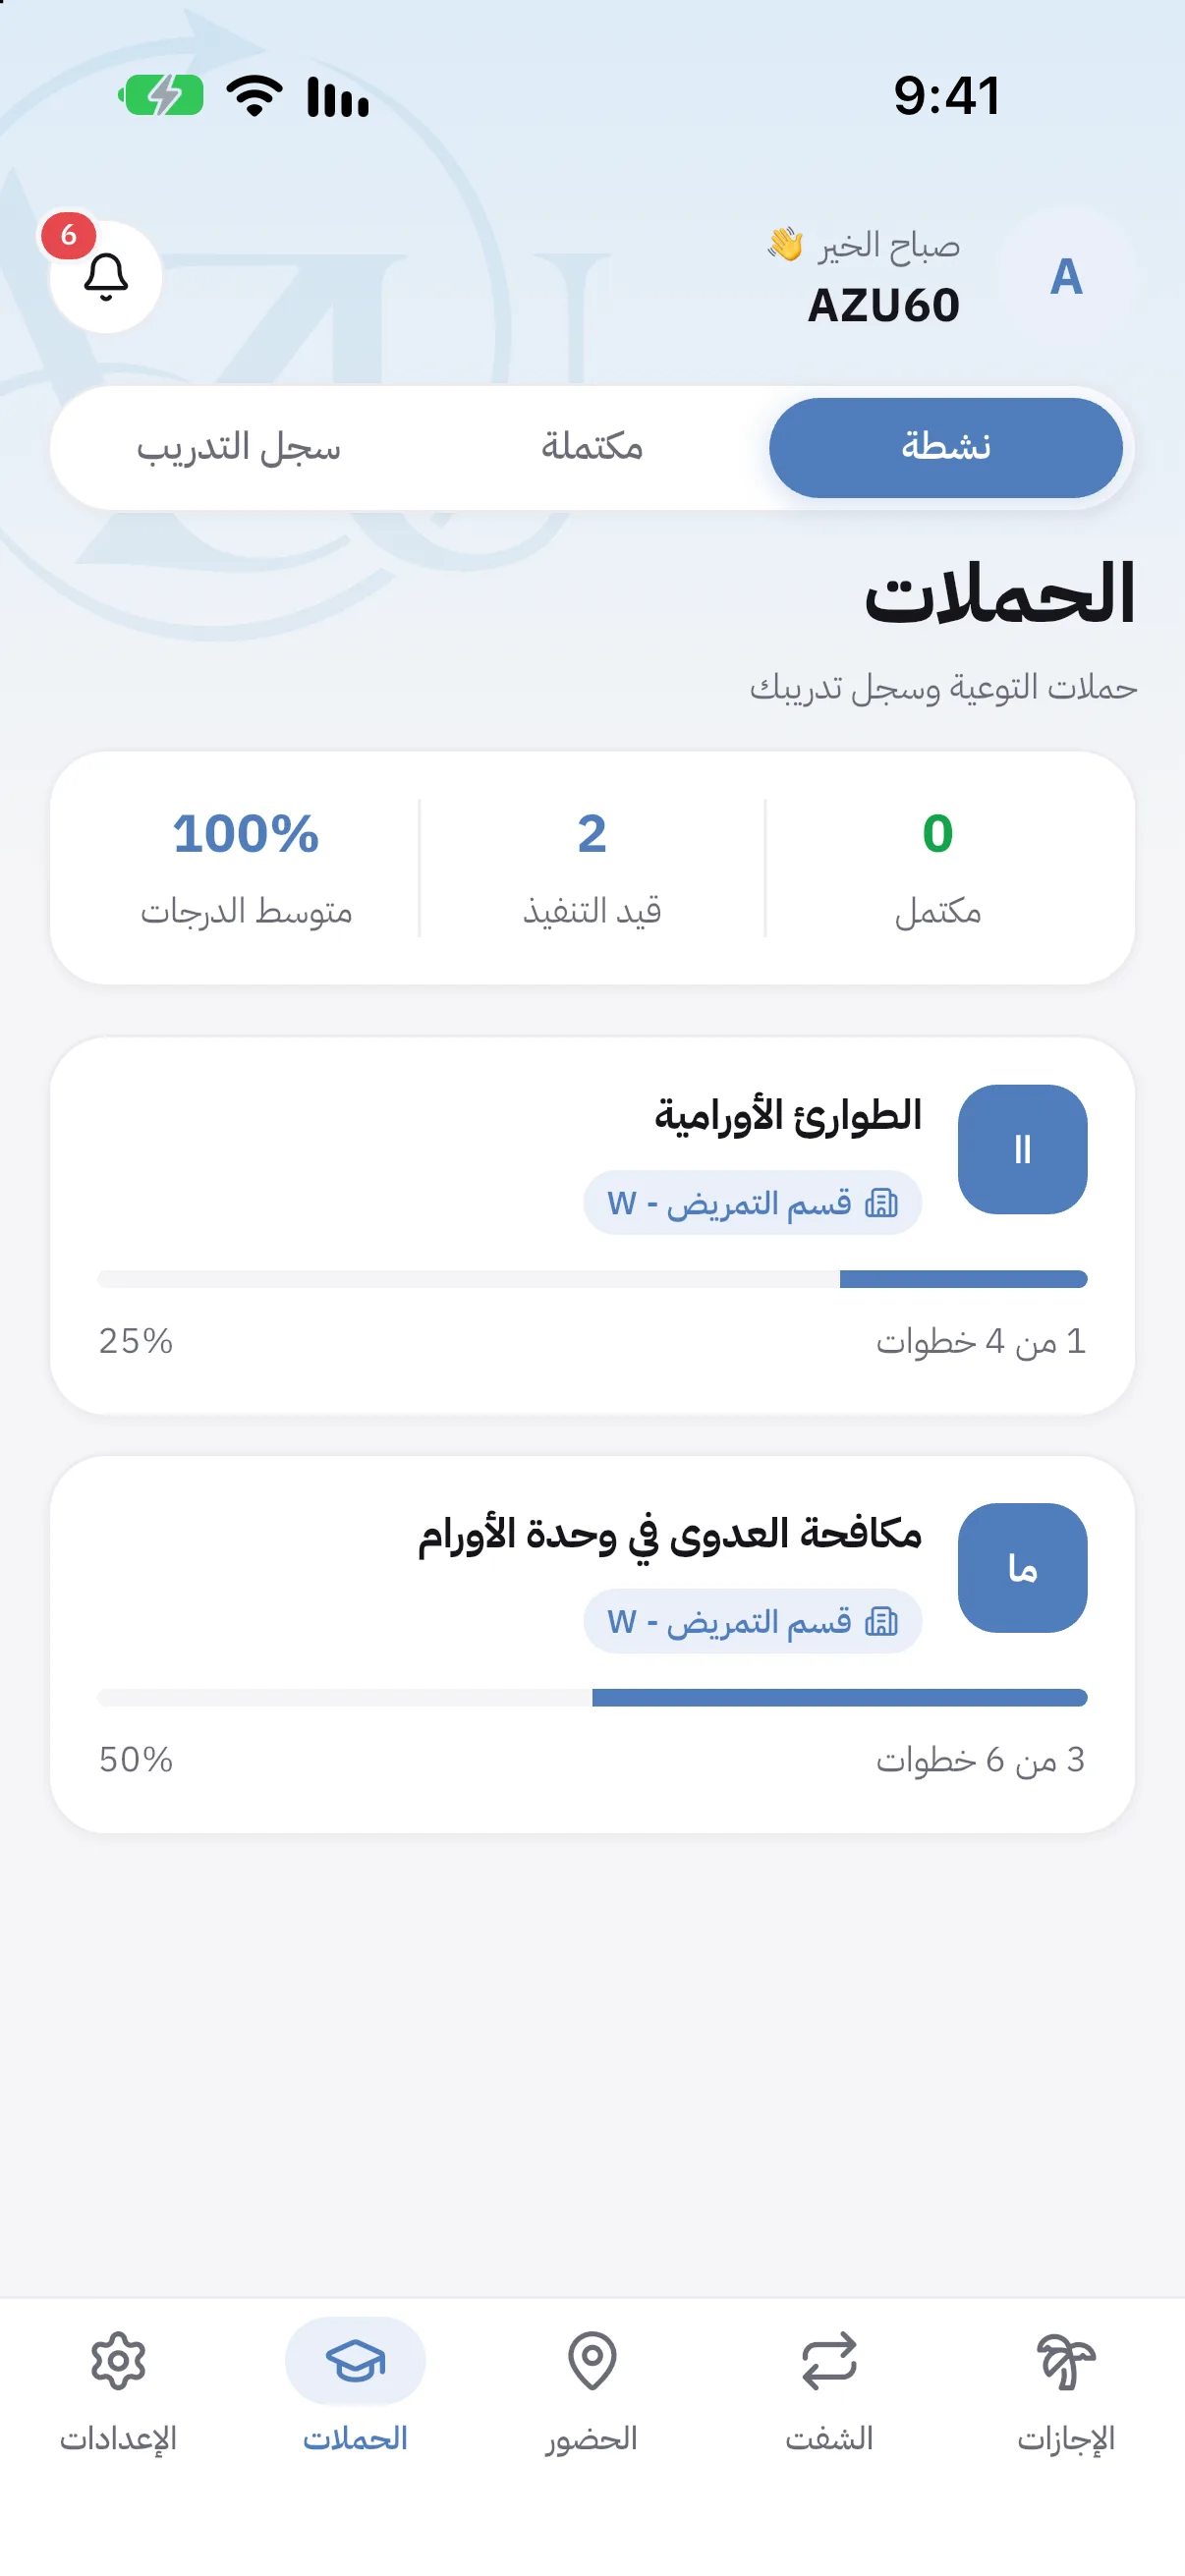 9:41
A
صباح الخير 👋
AZU60
6
نشطة
مكتملة
سجل التدريب
الحملات
حملات التوعية وسجل تدريبك
0
مكتمل
2
قيد التنفيذ
100%
متوسط الدرجات
اا
الطوارئ الأورامية
قسم التمريض - W
1 من 4 خطوات
25%
ما
مكافحة العدوى في وحدة الأورام
قسم التمريض - W
3 من 6 خطوات
50%
الإجازات
الشفت
الحضور
الحملات
الإعدادات